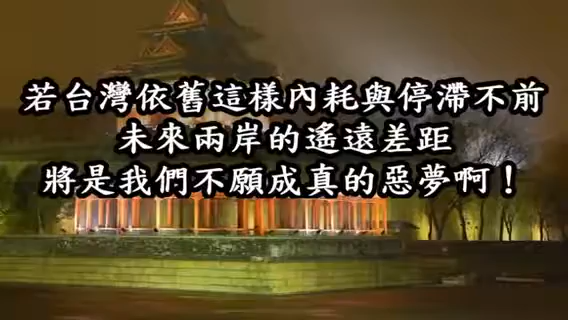 若台灣依舊這樣內耗與停滯不前
未來兩岸的遙遠差距
將是我們不願成真的惡夢啊！